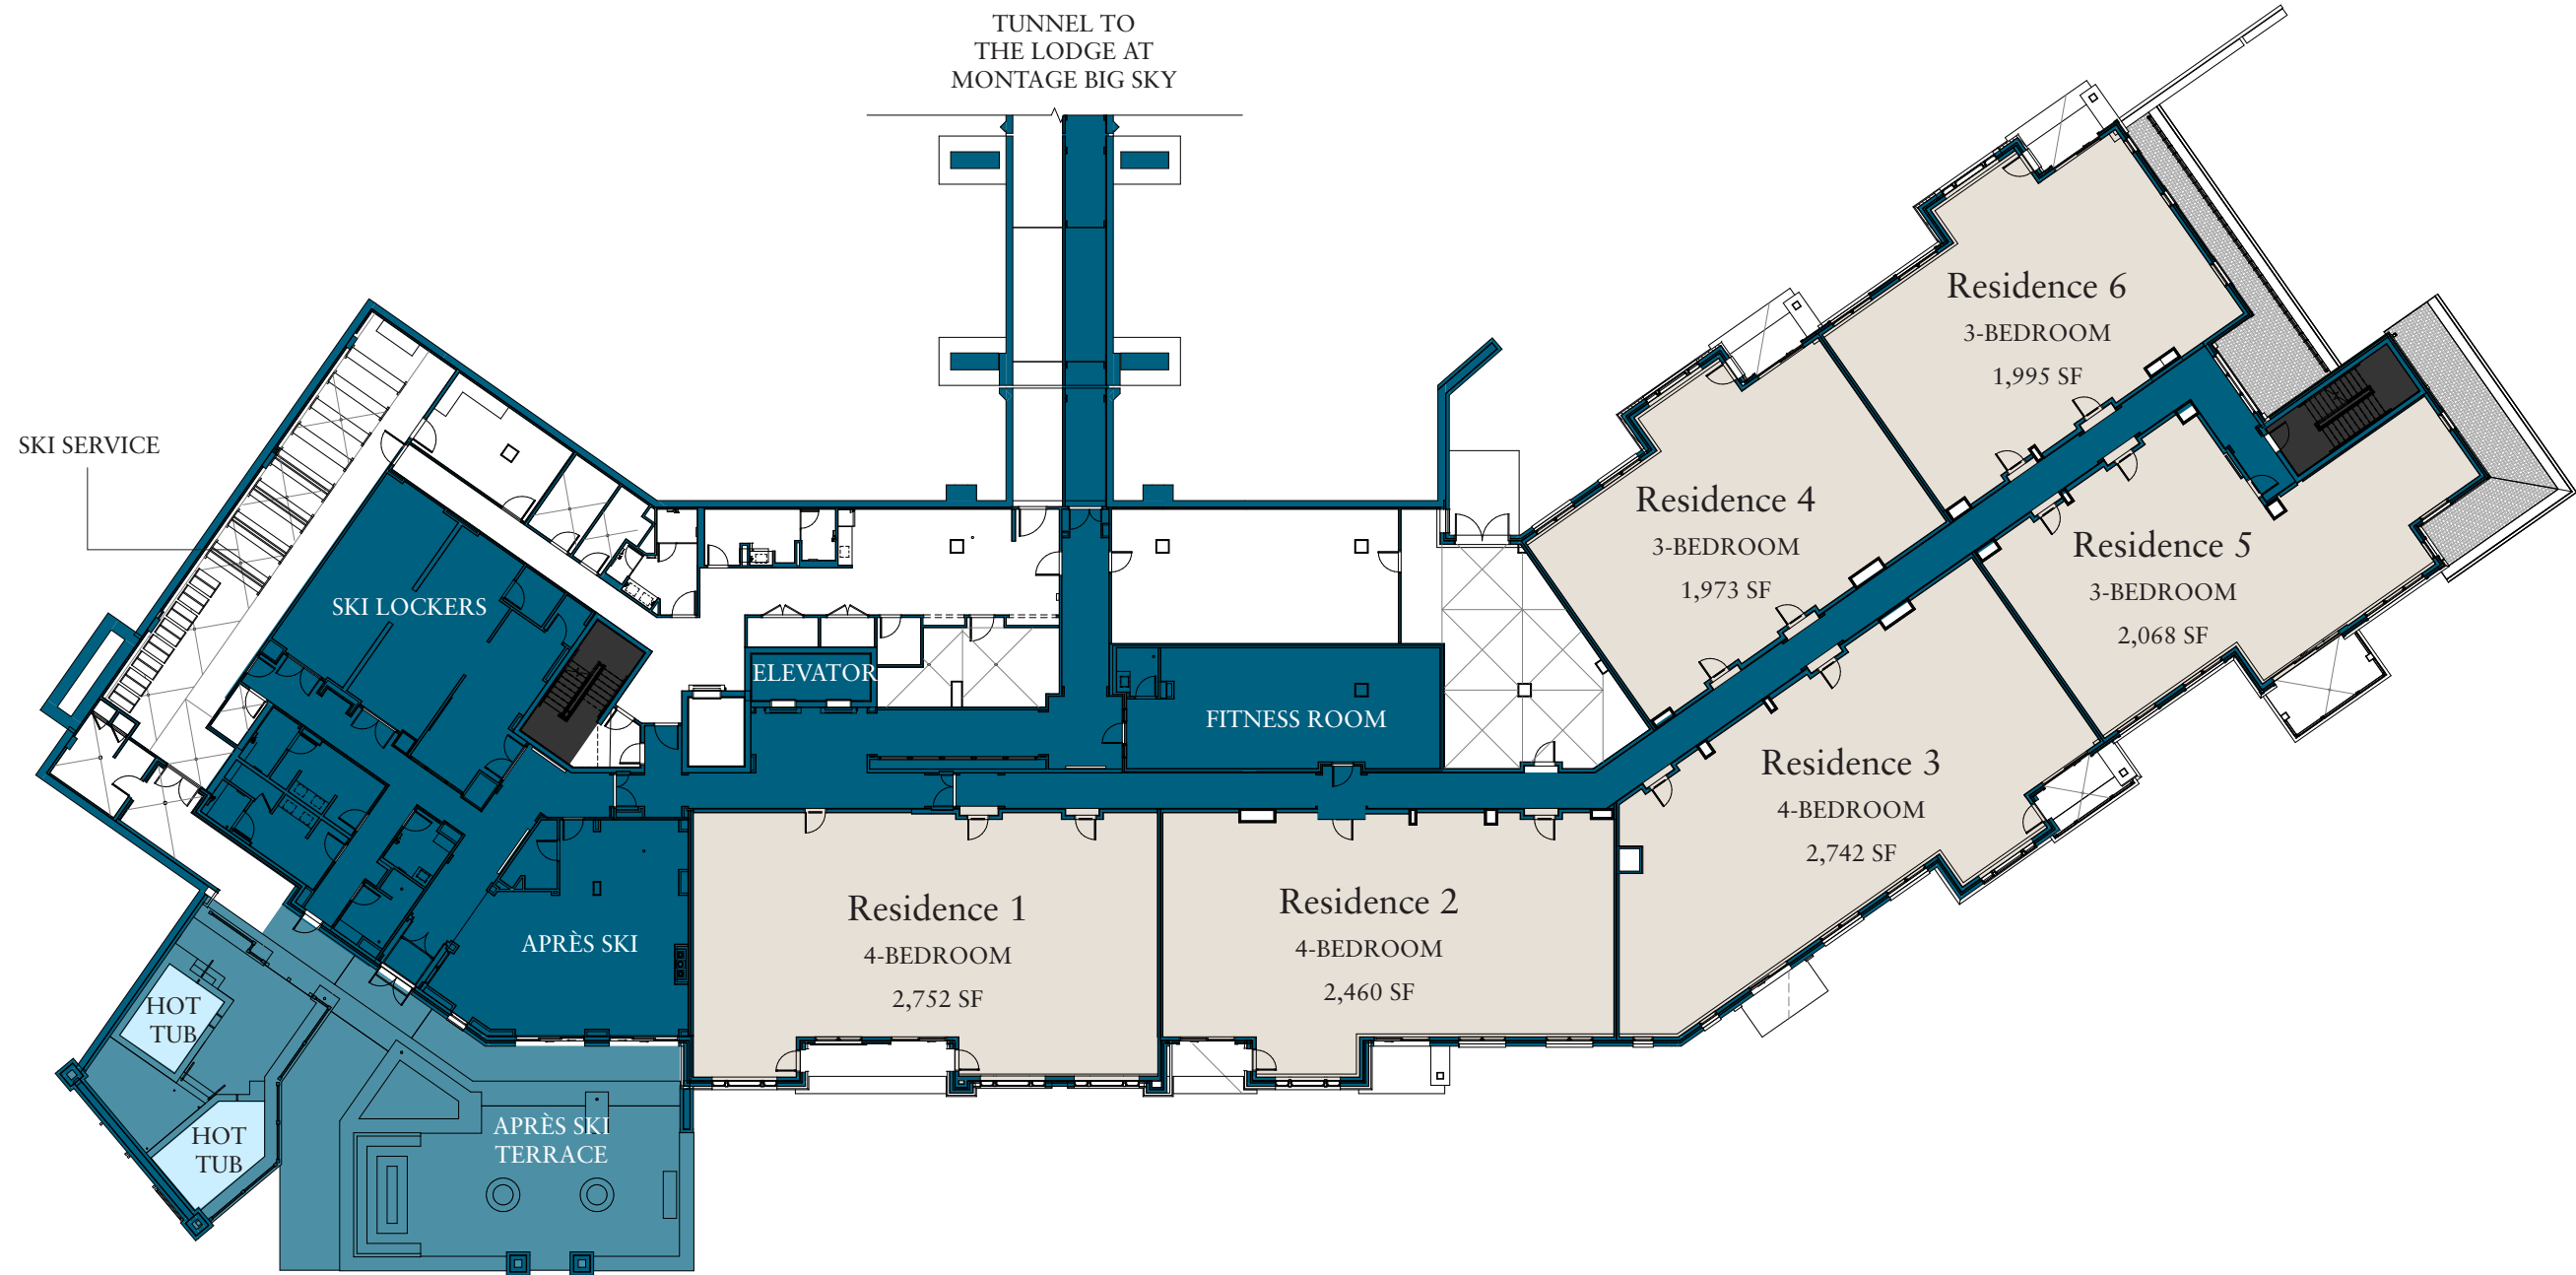 TUNNEL TO
THE LODGE AT
MONTAGE BIG SKY
SKI SERVICE
SKI LOCKERS
ELEVATOR
FITNESS ROOM
APRÈS SKI
HOT
TUB
HOT
TUB
APRÈS SKI
TERRACE
Residence 1
4-BEDROOM
2,752 SF
Residence 2
4-BEDROOM
2,460 SF
Residence 3
4-BEDROOM
2,742 SF
Residence 4
3-BEDROOM
1,973 SF
Residence 5
3-BEDROOM
2,068 SF
Residence 6
3-BEDROOM
1,995 SF